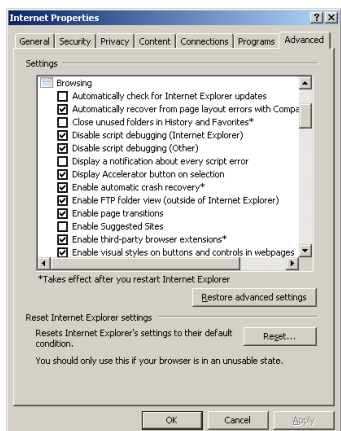 Internet Properties
General Security Privacy Content Connections Programs Advanced
Settings
Browsing
Automatically check for Internet Explorer updates
Automatically recover from page layout errors with Compa
Close unused folders in History and Favorites*
Disable script debugging (Internet Explorer)
Disable script debugging (Other)
Display a notification about every script error
Display Accelerator button on selection
Enable automatic crash recovery*
Enable FTP folder view (outside of Internet Explorer)
Enable page transitions
Enable Suggested Sites
Enable third-party browser extensions*
Enable visual styles on buttons and controls in webpages
*Takes effect after you restart Internet Explorer
Restore advanced settings
Reset Internet Explorer settings
Resets Internet Explorer's settings to their default
condition.
Reset...
You should only use this if your browser is in an unusable state.
OK Cancel Apply